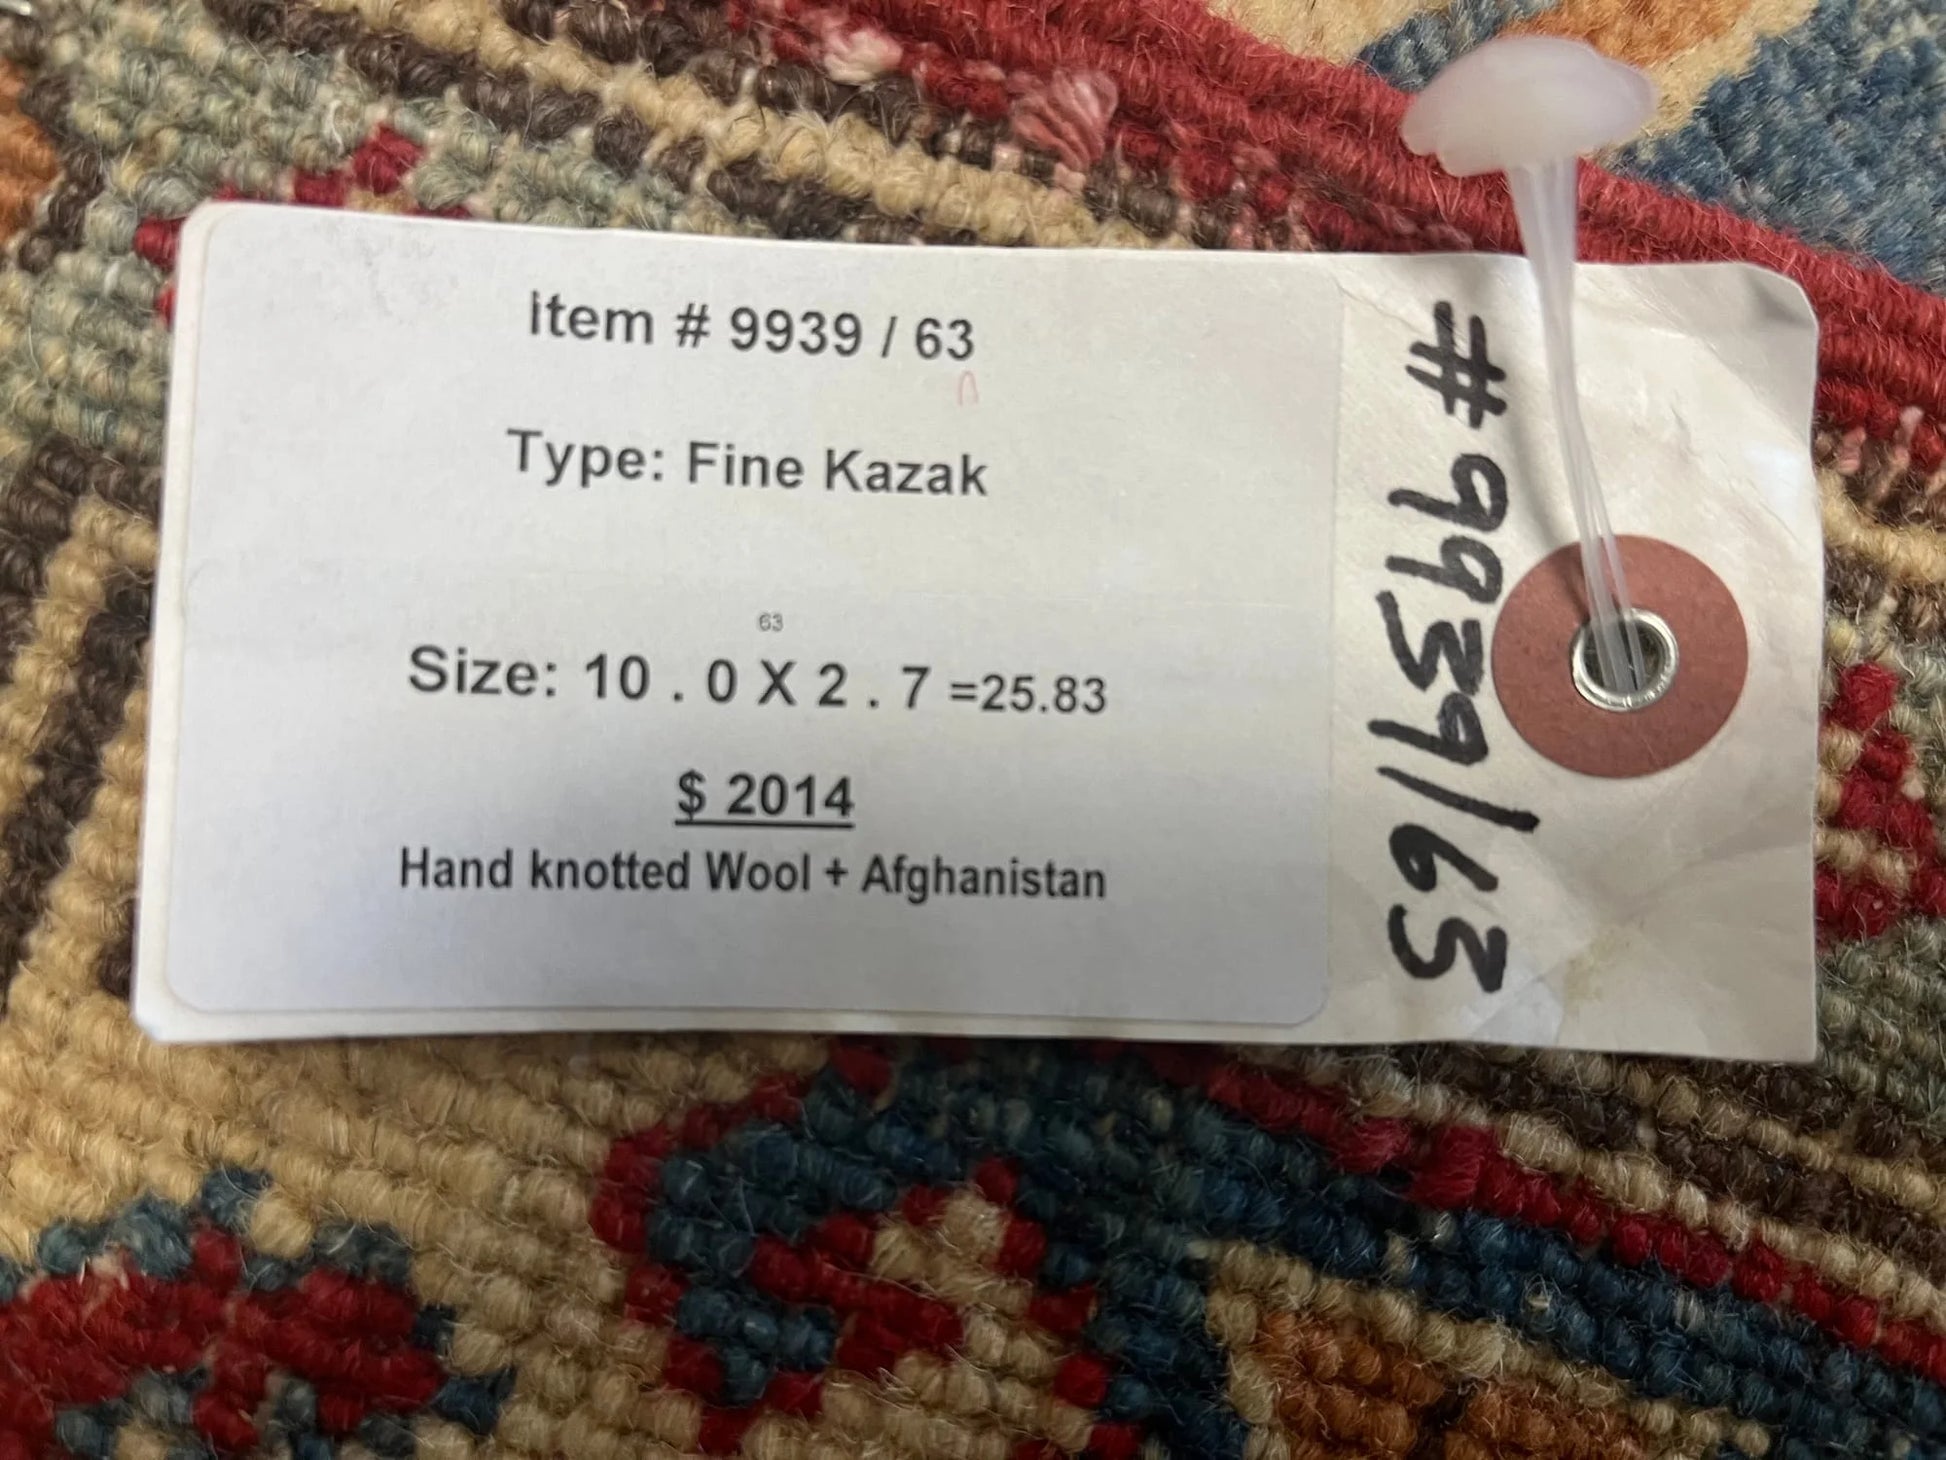 Item # 9939 / 63
Type: Fine Kazak
63
Size: 10 . 0 X 2 . 7 =25.83
$ 2014
Hand knotted Wool + Afghanistan
#9939/63